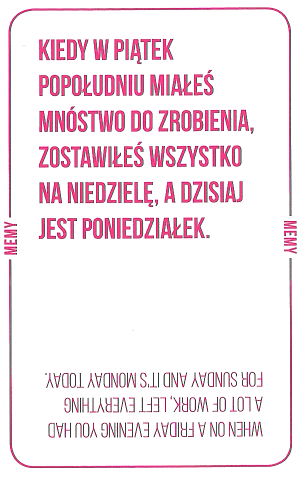 KIEDY W PIĄTEK
POPOŁUDNIU MIAŁEŚ
MNÓSTWO DO ZROBIENIA,
ZOSTAWIŁEŚ WSZYSTKO
NA NIEDZIELĘ, A DZISIAJ
JEST PONIEDZIAŁEK.
MEMY
MEMY
WHEN ON A FRIDAY EVENING YOU HAD
A LOT OF WORK, LEFT EVERYTHING
FOR SUNDAY AND IT'S MONDAY TODAY.